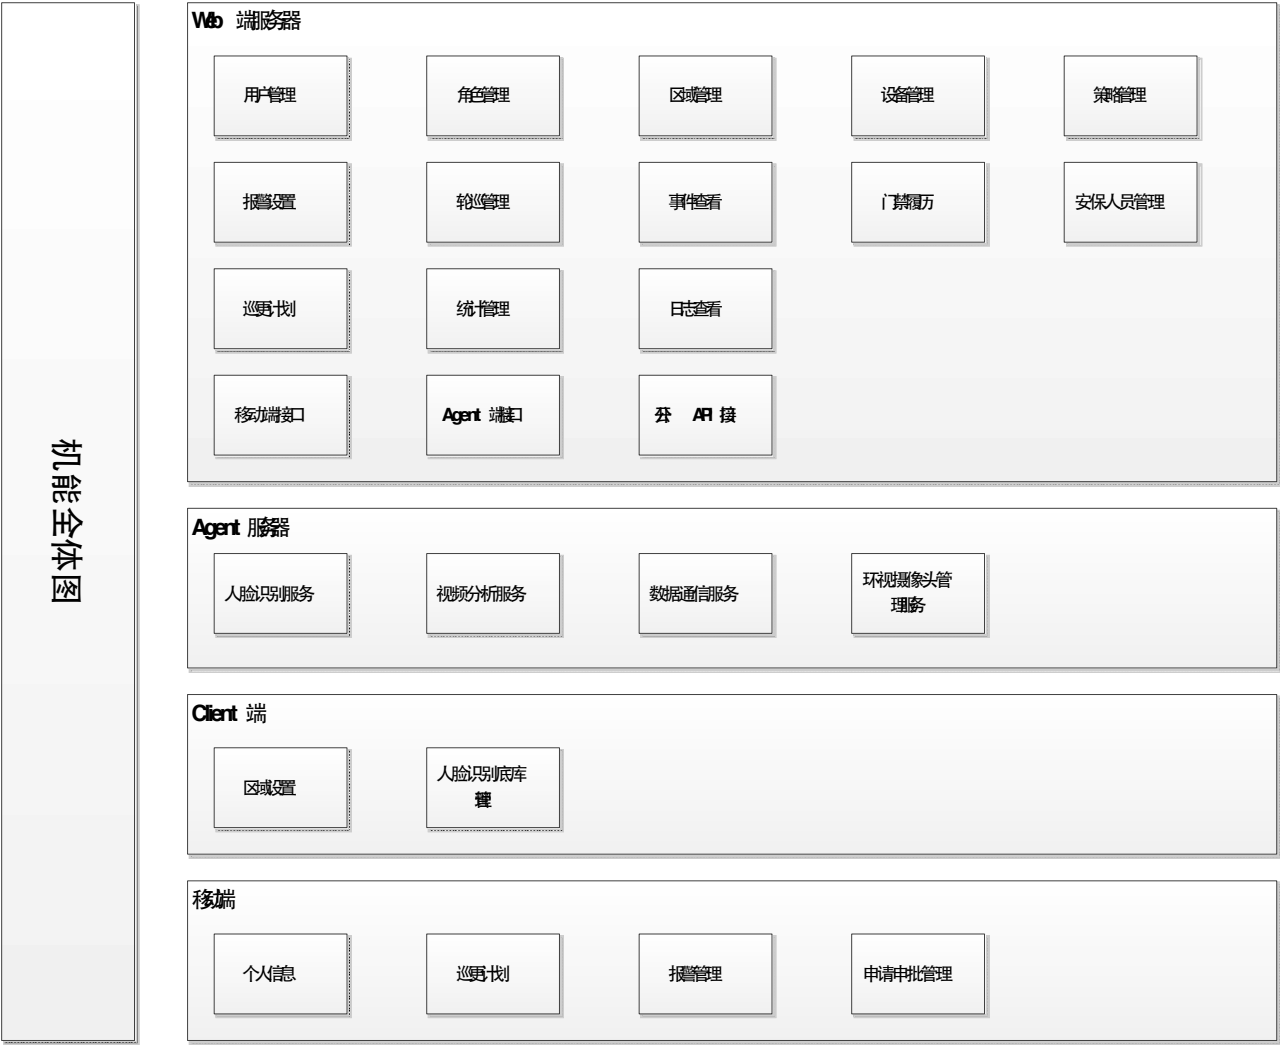 机能全体图
Web 端服务器
用户管理
角色管理
区域管理
设备管理
策略管理
报警设置
轮巡管理
事件查看
门禁履历
安保人员管理
巡更计划
统计管理
日志查看
移动端接口
Agent 端接口
API 接
Agent 服务器
人脸识别服务
视频分析服务
数据通信服务
环视摄像头管
理服务
Client 端
区域设置
人脸识别底库
管理
移动端
个人信息
巡更计划
报警管理
申请申批管理